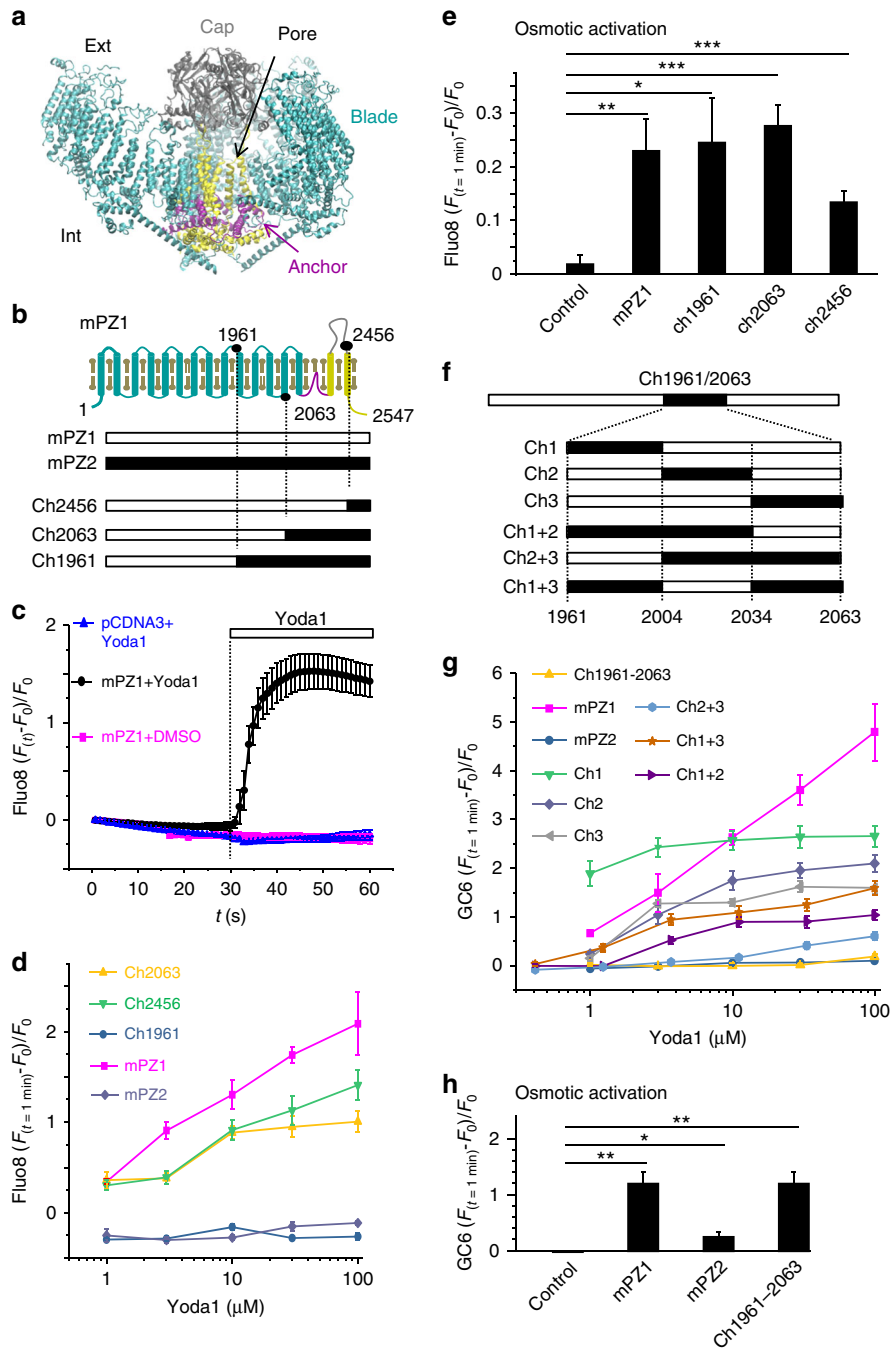 a
Ext
Cap
Pore
Blade
Int
Anchor
b
mPZ1
1961
2456
1
2063
2547
mPZ1
mPZ2
Ch2456
Ch2063
Ch1961
c
pCDNA3+
Yoda1
mPZ1+Yoda1
mPZ1+DMSO
Yoda1
Fluo8 (F(t)-F0)/F0
2
1
0
0
10
20
30
40
50
60
t (s)
d
Ch2063
Ch2456
Ch1961
mPZ1
mPZ2
Fluo8 (F(t = 1 min)-F0)/F0
2
1
0
1
10
100
Yoda1 (μM)
e
Osmotic activation
***
***
*
**
Fluo8 (F(t = 1 min)-F0)/F0
0.3
0.2
0.1
0
Control
mPZ1
ch1961
ch2063
ch2456
f
Ch1961/2063
Ch1
Ch2
Ch3
Ch1+2
Ch2+3
Ch1+3
1961
2004
2034
2063
g
Ch1961-2063
mPZ1
mPZ2
Ch1
Ch2
Ch3
Ch2+3
Ch1+3
Ch1+2
GC6 (F(t = 1 min)-F0)/F0
6
5
4
3
2
1
0
1
10
100
Yoda1 (μM)
h
Osmotic activation
**
*
**
GC6 (F(t = 1 min)-F0)/F0
2
1
0
Control
mPZ1
mPZ2
Ch1961–2063